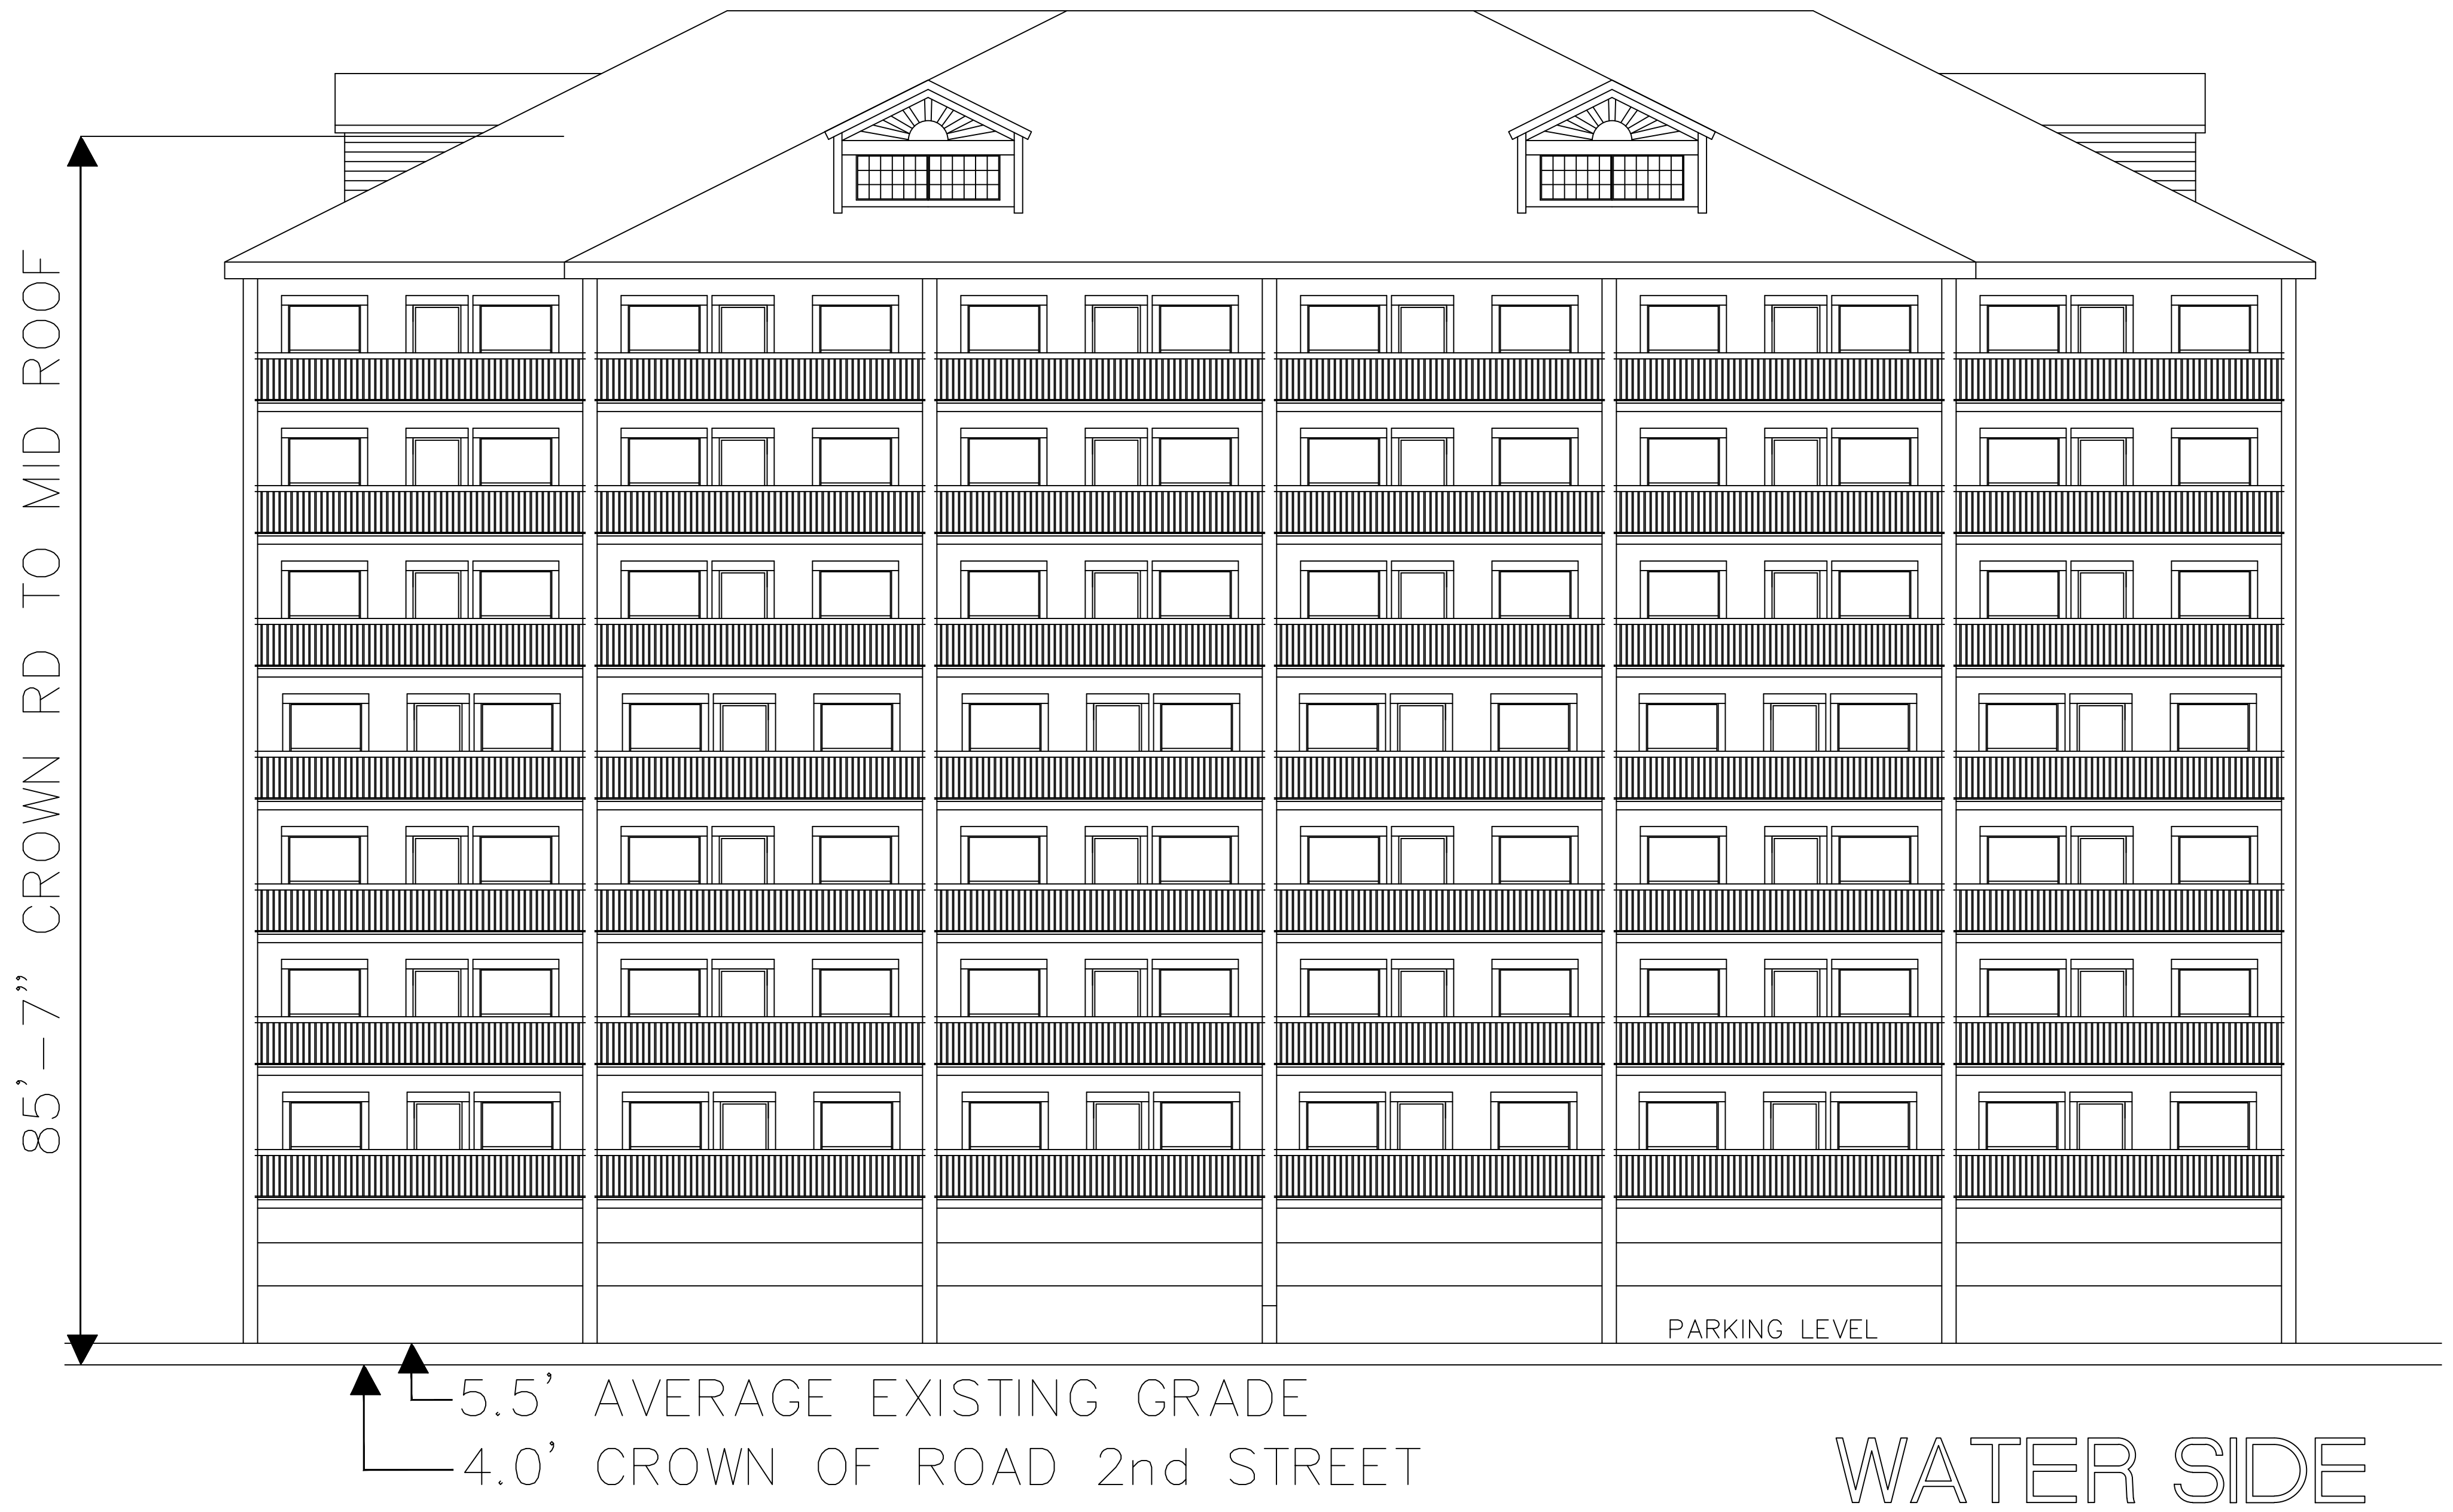 85'-7" CROWN RD TO MID ROOF
PARKING LEVEL
5.5' AVERAGE EXISTING GRADE
4.0' CROWN OF ROAD 2nd STREET
WATER SIDE